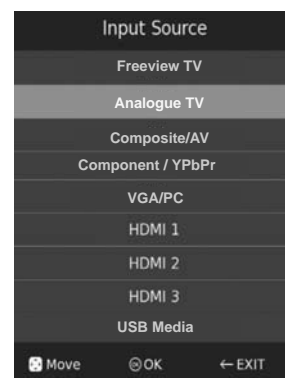 Input Source
Freeview TV
Analogue TV
Composite/AV
Component / YPbPr
VGA/PC
HDMI 1
HDMI 2
HDMI 3
USB Media
Move OK ← EXIT